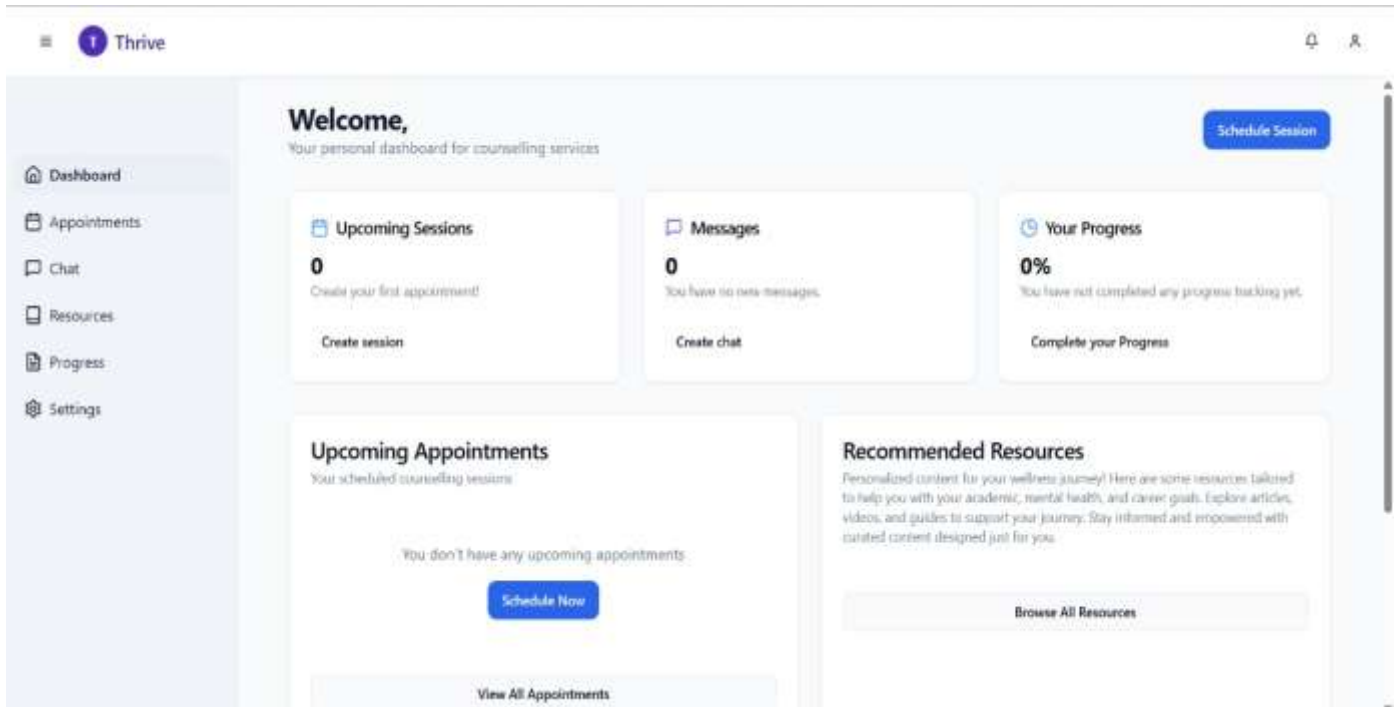 T Thrive
Welcome,
Your personal dashboard for counselling services
Schedule Session
Dashboard
Appointments
Chat
Resources
Progress
Settings
Upcoming Sessions
0
Create your first appointment!
Create session
Messages
0
You have no new messages.
Create chat
Your Progress
0%
You have not completed any progress tracking yet.
Complete your Progress
Upcoming Appointments
Your scheduled counselling sessions
You don't have any upcoming appointments
Schedule Now
View All Appointments
Recommended Resources
Personalized content for your wellness journey! Here are some resources tailored
to help you with your academic, mental health, and career goals. Explore articles,
videos, and guides to support your journey. Stay informed and empowered with
curated content designed just for you.
Browse All Resources